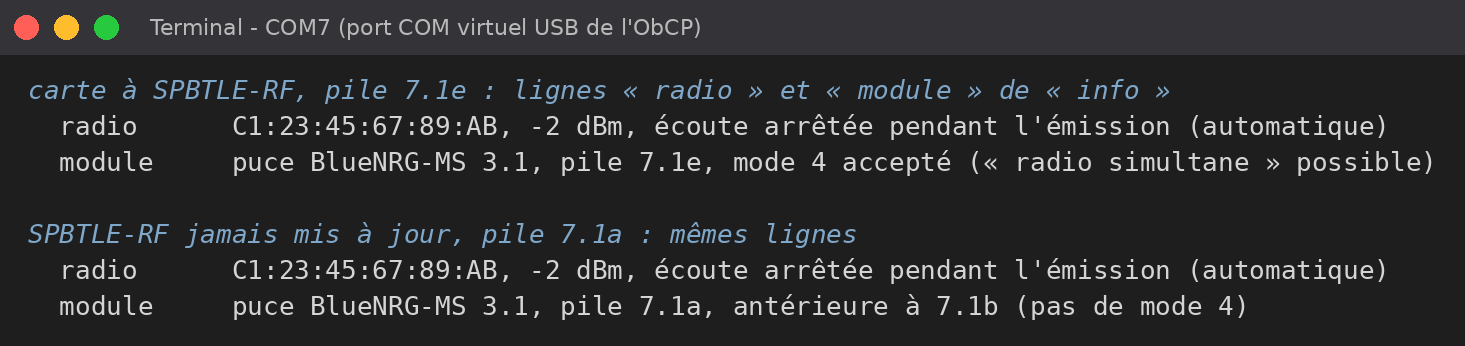 Terminal - COM7 (port COM virtuel USB de l'ObCP)
carte à SPBTLE-RF, pile 7.1e : lignes « radio » et « module » de « info »
radio C1:23:45:67:89:AB, -2 dBm, écoute arrêtée pendant l'émission (automatique)
module puce BlueNRG-MS 3.1, pile 7.1e, mode 4 accepté (« radio simultane » possible)
SPBTLE-RF jamais mis à jour, pile 7.1a : mêmes lignes
radio C1:23:45:67:89:AB, -2 dBm, écoute arrêtée pendant l'émission (automatique)
module puce BlueNRG-MS 3.1, pile 7.1a, antérieure à 7.1b (pas de mode 4)